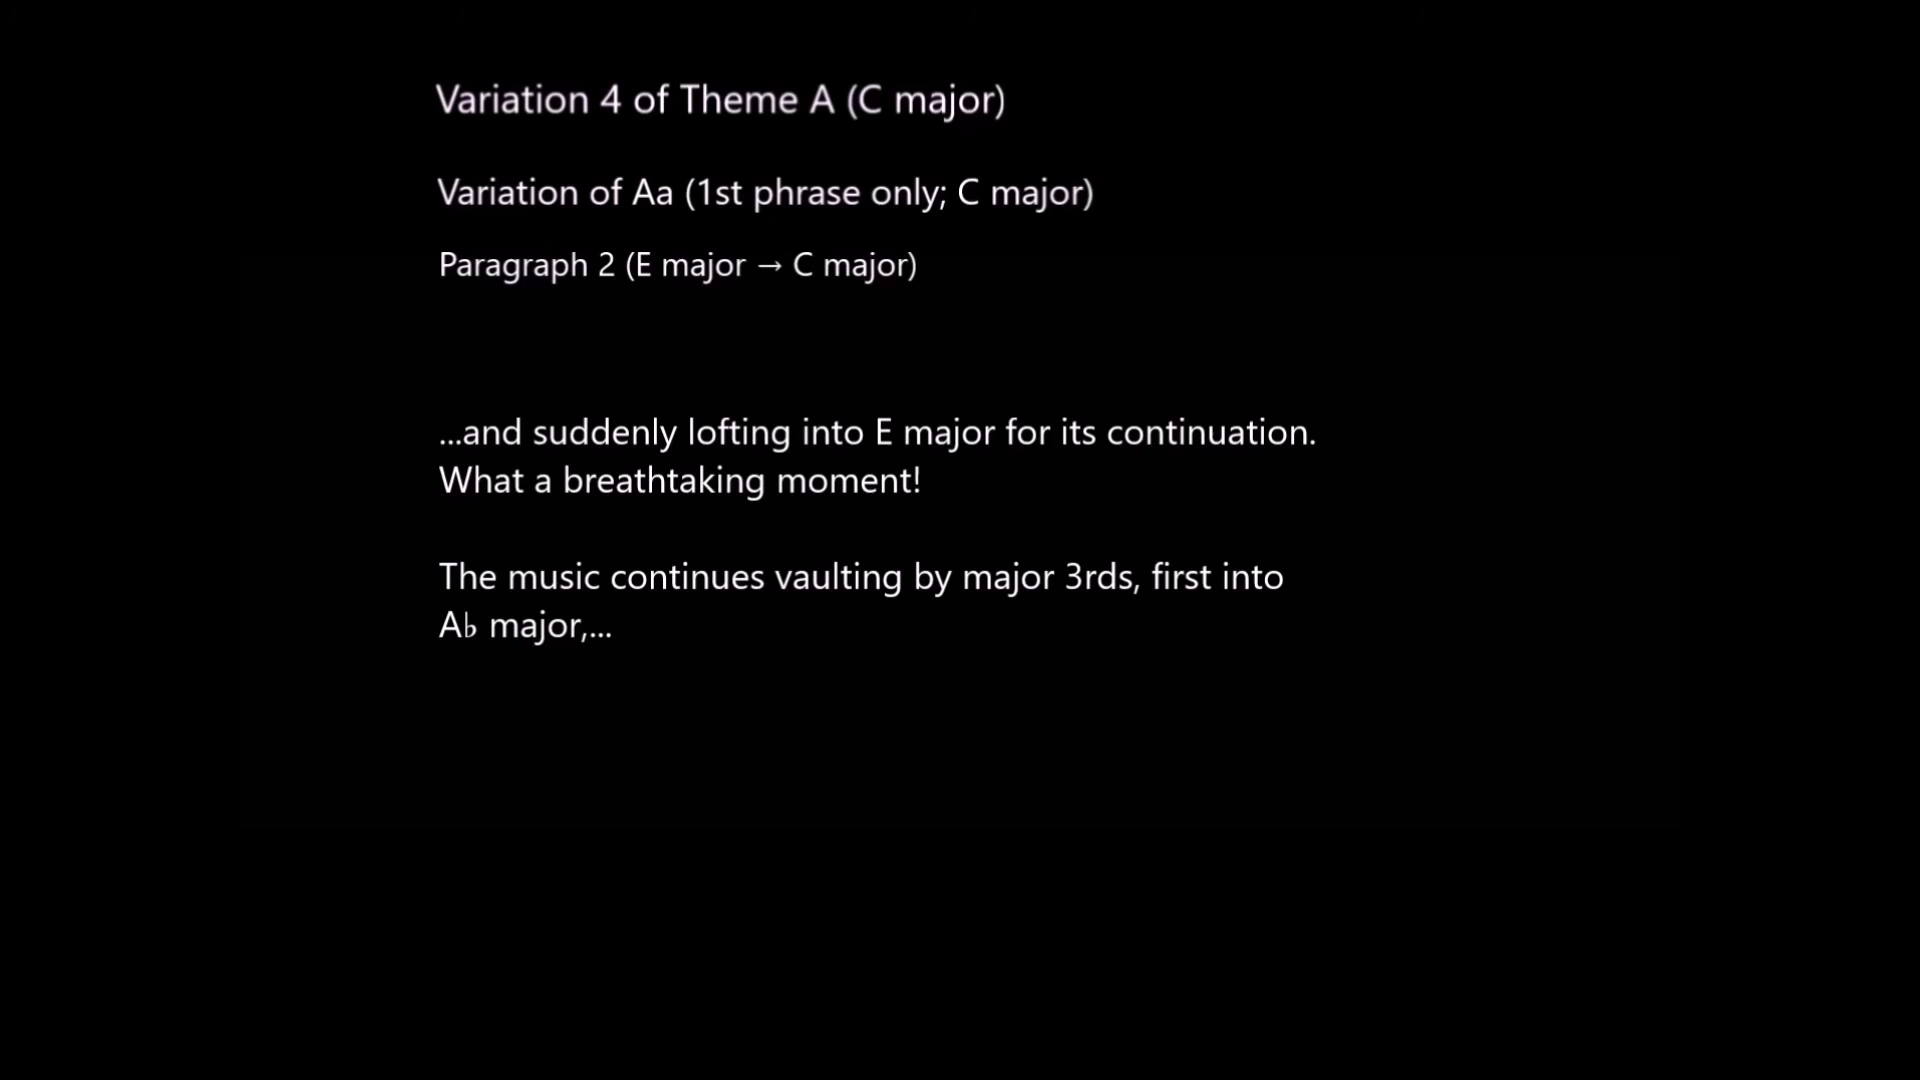 Variation 4 of Theme A (C major)
Variation of Aa (1st phrase only; C major)
Paragraph 2 (E major → C major)
...and suddenly lofting into E major for its continuation.
What a breathtaking moment!
The music continues vaulting by major 3rds, first into
A♭ major,...